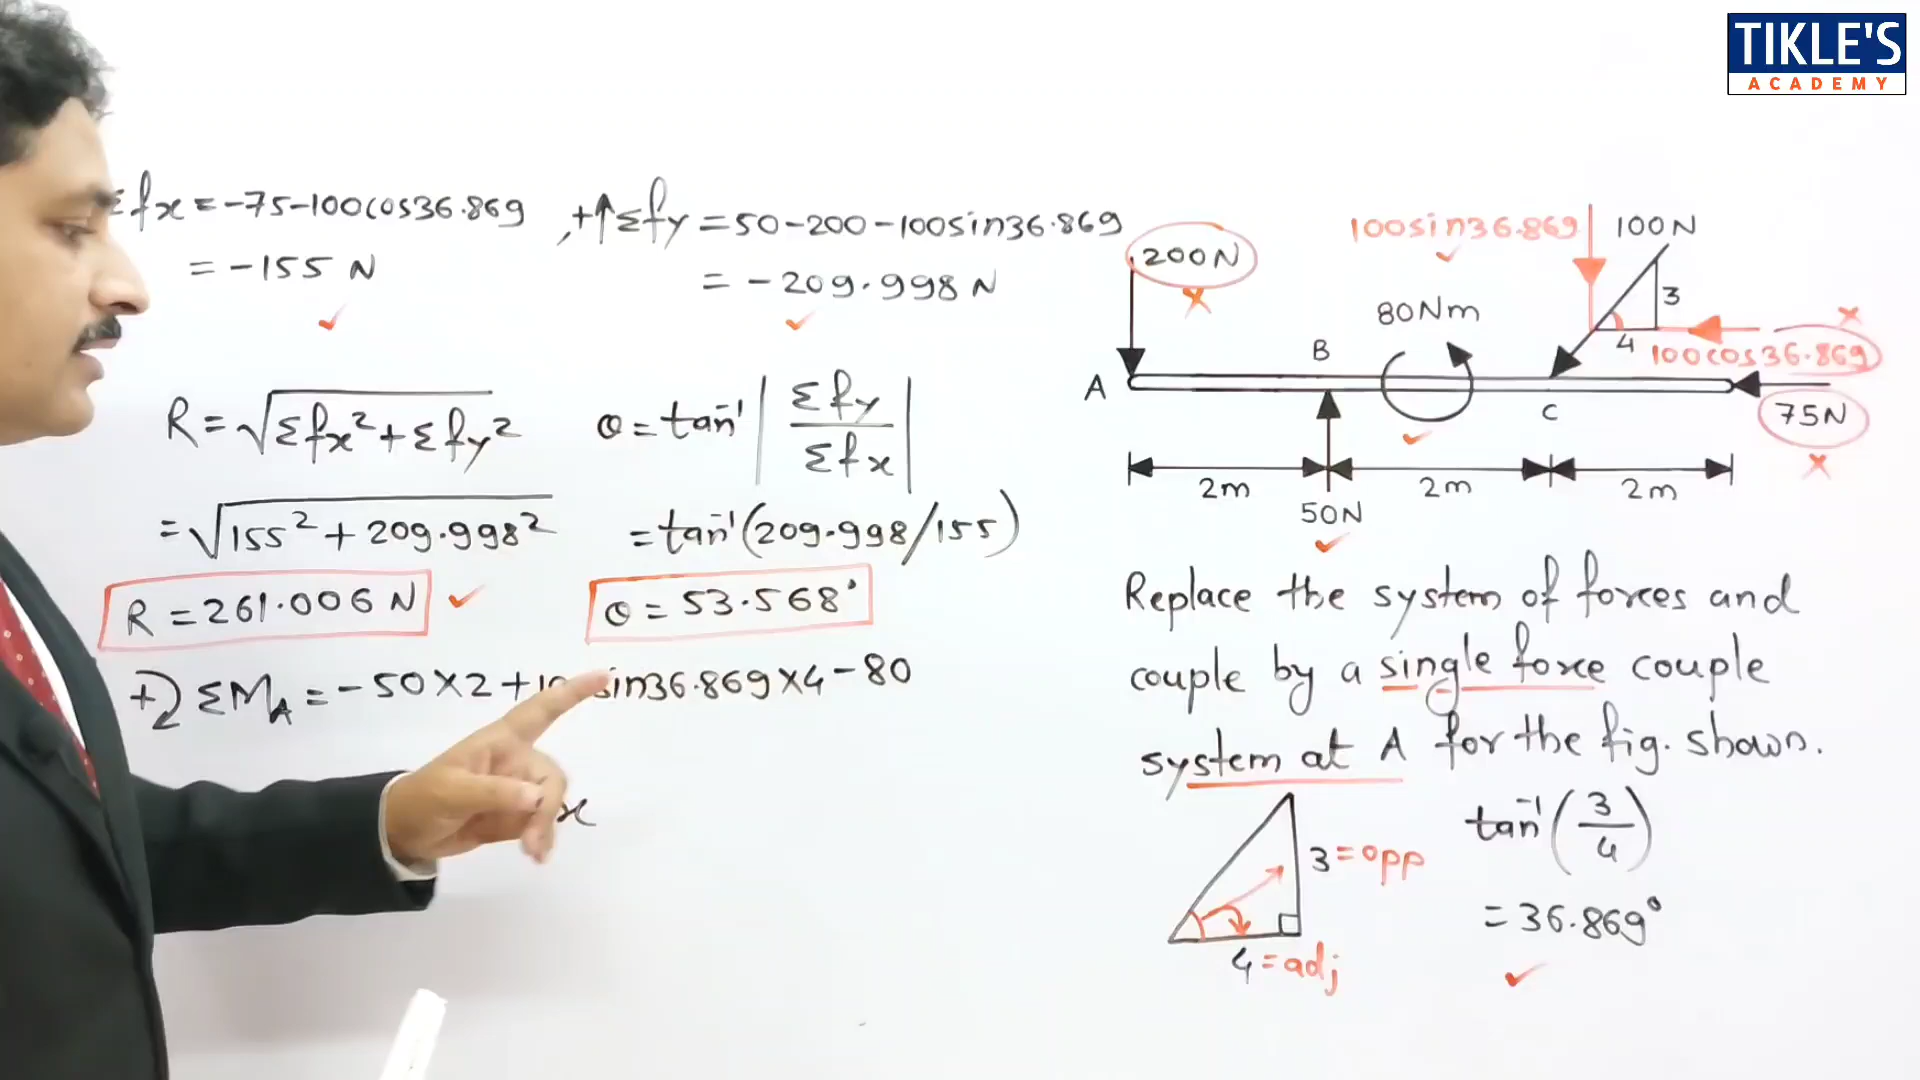 TIKLE'S
ACADEMY
Σfx = -75-100cos36.869
= -155 N
,+↑Σfy = 50-200-100sin36.869
= -209.998 N
R = √Σfx²+Σfy²
= √155²+209.998²
R = 261.006 N
θ = tan⁻¹|Σfy/Σfx|
= tan⁻¹(209.998/155)
θ = 53.568°
+ ΣMA = -50×2+ sin36.869×4-80
x
100sin36.869
100N
200N
80Nm
3
4
100cos36.869
A
B
C
75N
2m
2m
2m
50N
Replace the system of forces and
couple by a single force couple
system at A for the fig. shown.
3=opp
4=adj
tan⁻¹(3/4)
= 36.869°